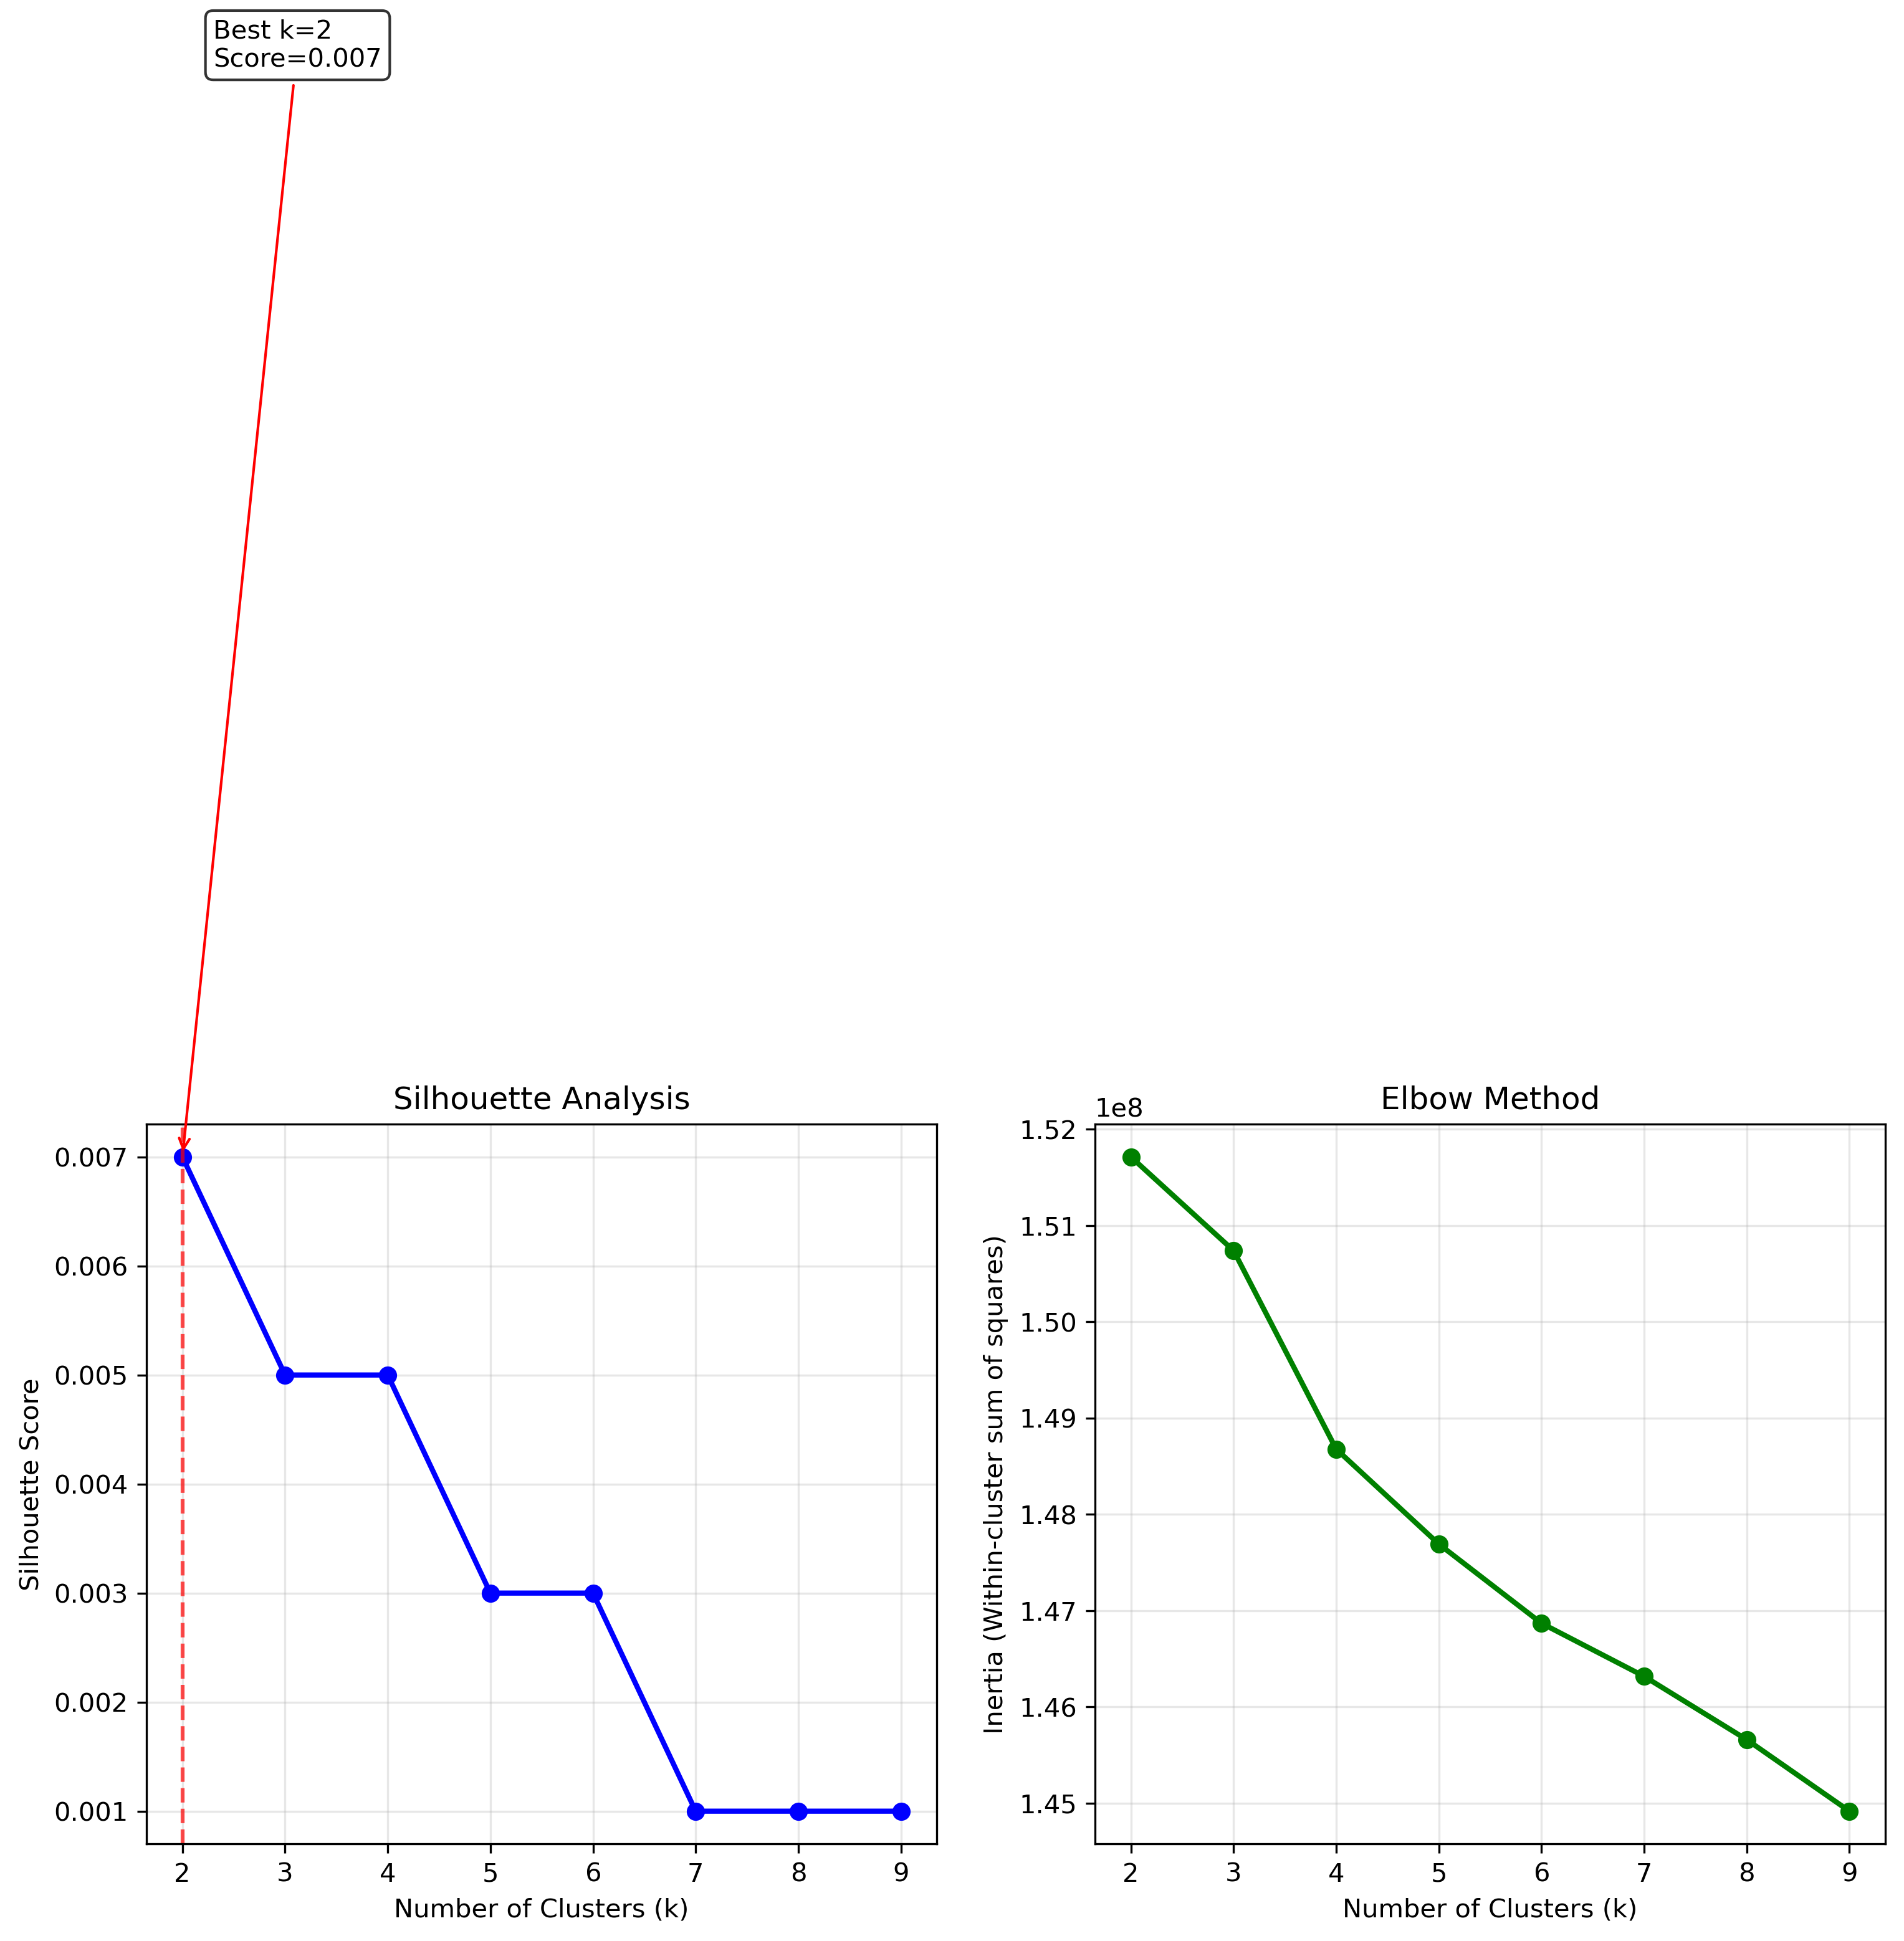 Best k=2
Score=0.007
Silhouette Analysis
Silhouette Score
0.007
0.006
0.005
0.004
0.003
0.002
0.001
2 3 4 5 6 7 8 9
Number of Clusters (k)
Elbow Method
1e8
Inertia (Within-cluster sum of squares)
1.52
1.51
1.50
1.49
1.48
1.47
1.46
1.45
2 3 4 5 6 7 8 9
Number of Clusters (k)